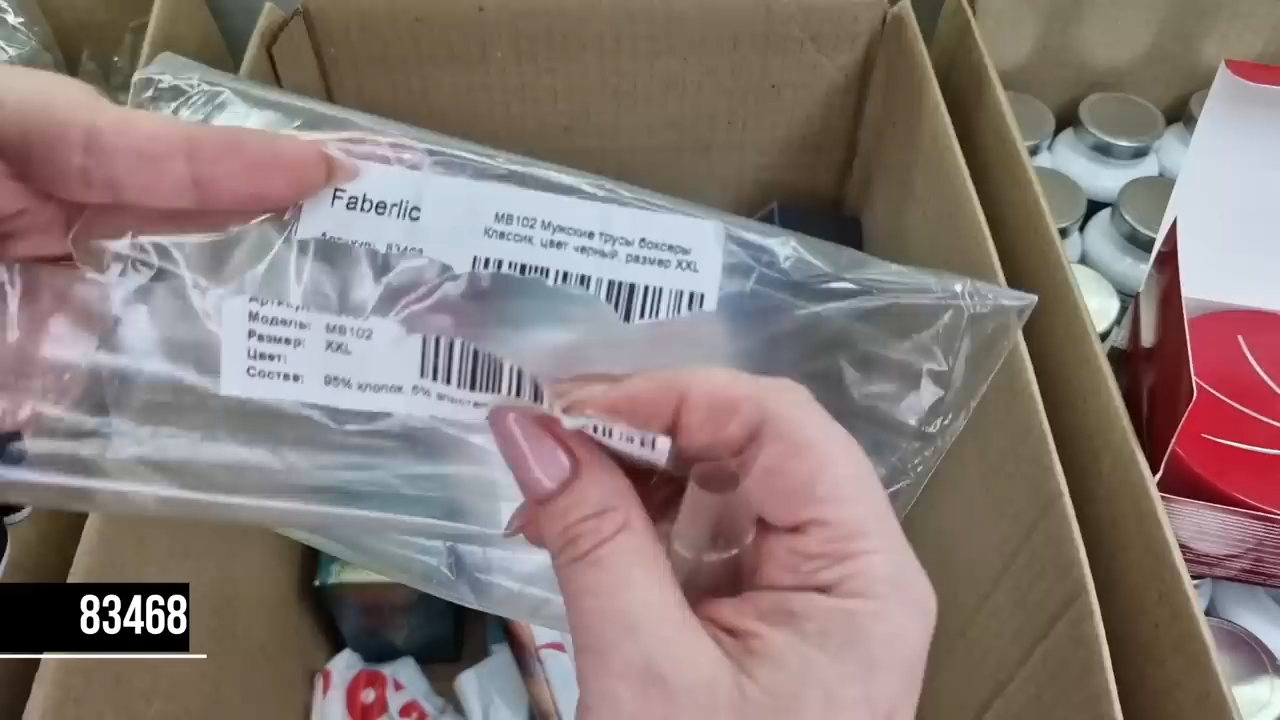 Faberlic
MB102 Мужские трусы боксеры
Классик, цвет черный, размер XXL
Модель: MB102
Размер: XXL
Цвет:
Состав: 95% хлопок, 5%
83468